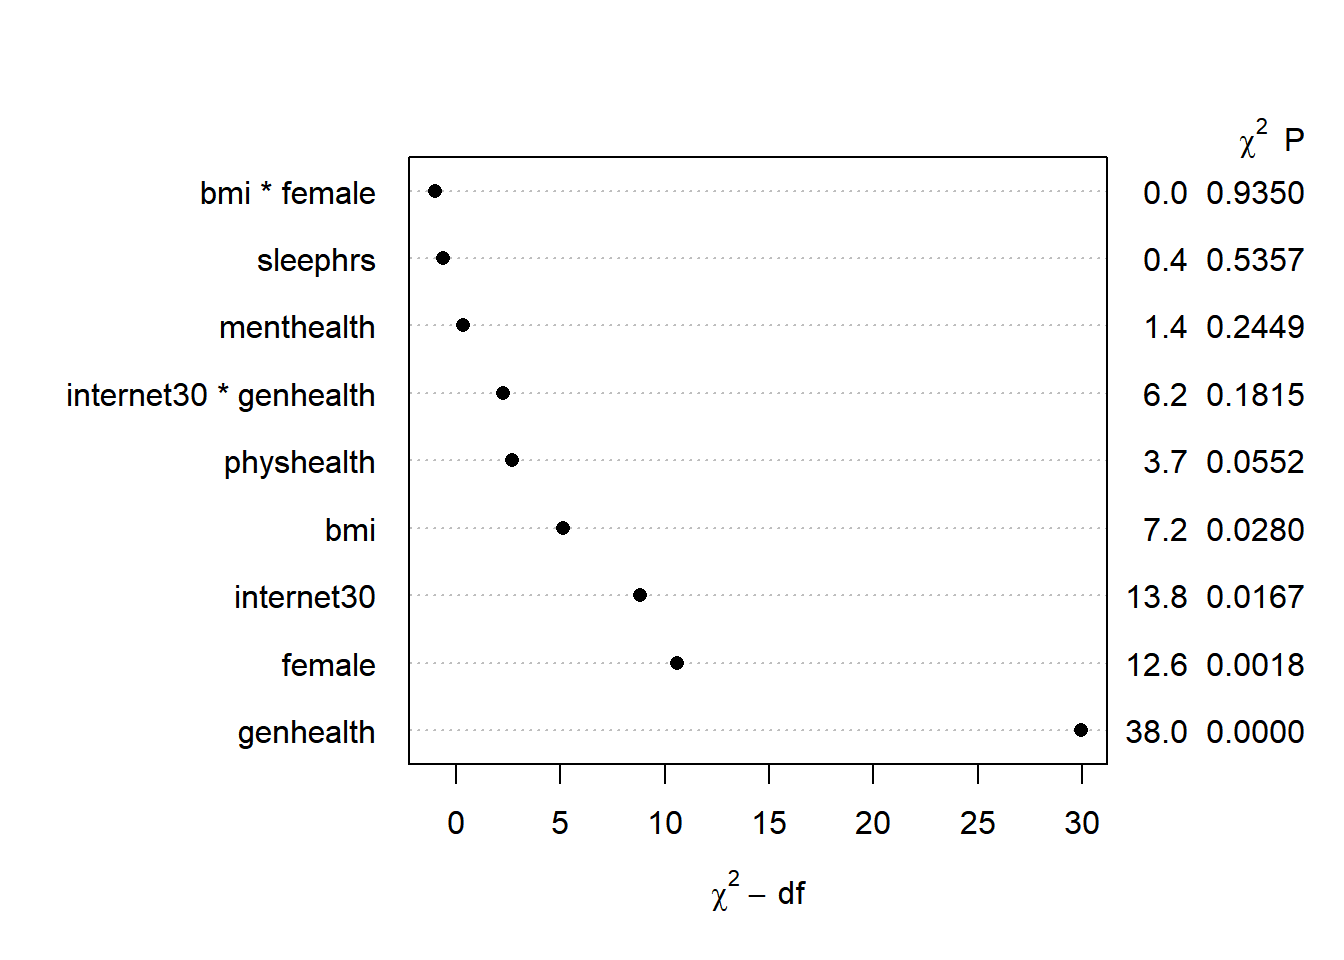 χ2 P
bmi * female 0.0 0.9350
sleephrs 0.4 0.5357
menthealth 1.4 0.2449
internet30 * genhealth 6.2 0.1815
physhealth 3.7 0.0552
bmi 7.2 0.0280
internet30 13.8 0.0167
female 12.6 0.0018
genhealth 38.0 0.0000
0 5 10 15 20 25 30
χ2 – df